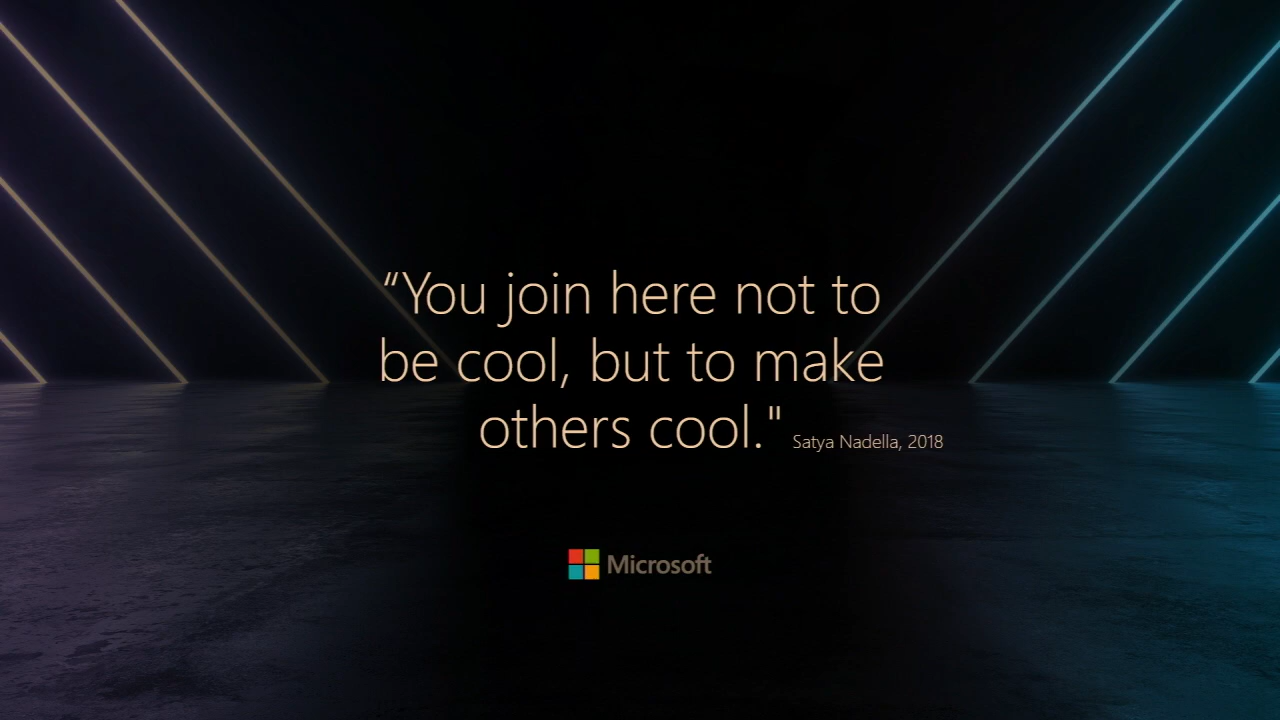 “You join here not to
be cool, but to make
others cool." Satya Nadella, 2018
Microsoft